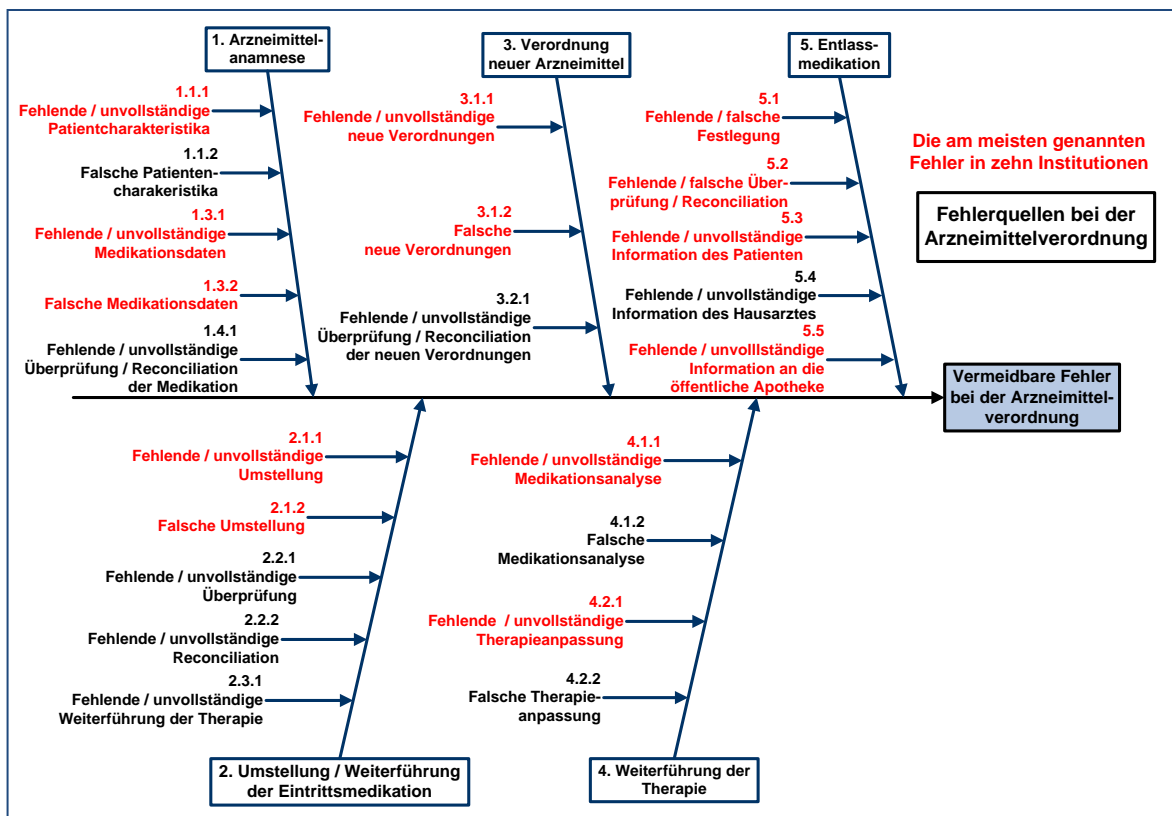 1. Arzneimittel-
anamnese
1.1.1
Fehlende / unvollständige
Patientcharakteristika
1.1.2
Falsche Patienten-
charakeristika
1.3.1
Fehlende / unvollständige
Medikationsdaten
1.3.2
Falsche Medikationsdaten
1.4.1
Fehlende / unvollständige
Überprüfung / Reconciliation
der Medikation
3. Verordnung
neuer Arzneimittel
3.1.1
Fehlende / unvollständige
neue Verordnungen
3.1.2
Falsche
neue Verordnungen
3.2.1
Fehlende / unvollständige
Überprüfung / Reconciliation
der neuen Verordnungen
5. Entlass-
medikation
5.1
Fehlende / falsche
Festlegung
5.2
Fehlende / falsche Über-
prüfung / Reconciliation
5.3
Fehlende / unvollständige
Information des Patienten
5.4
Fehlende / unvollständige
Information des Hausarztes
5.5
Fehlende / unvolllständige
Information an die
öffentliche Apotheke
Die am meisten genannten
Fehler in zehn Institutionen
Fehlerquellen bei der
Arzneimittelverordnung
Vermeidbare Fehler
bei der Arzneimittel-
verordnung
2.1.1
Fehlende / unvollständige
Umstellung
2.1.2
Falsche Umstellung
2.2.1
Fehlende / unvollständige
Überprüfung
2.2.2
Fehlende / unvollständige
Reconciliation
2.3.1
Fehlende / unvollständige
Weiterführung der Therapie
2. Umstellung / Weiterführung
der Eintrittsmedikation
4.1.1
Fehlende / unvollständige
Medikationsanalyse
4.1.2
Falsche
Medikationsanalyse
4.2.1
Fehlende / unvollständige
Therapieanpassung
4.2.2
Falsche Therapie-
anpassung
4. Weiterführung der
Therapie